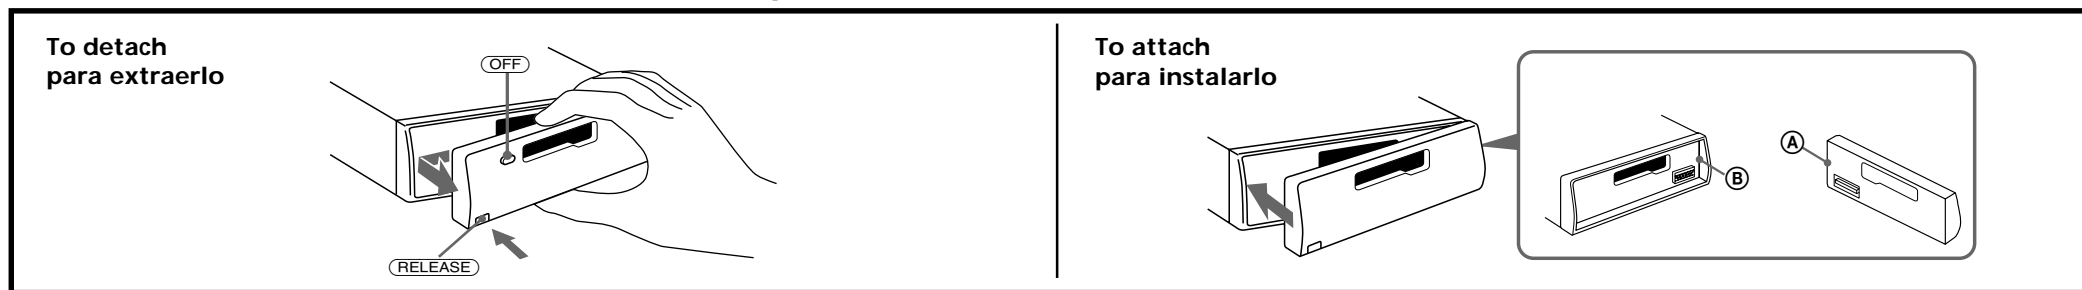 To detach
para extraerlo
OFF
RELEASE
To attach
para instalarlo
A
B